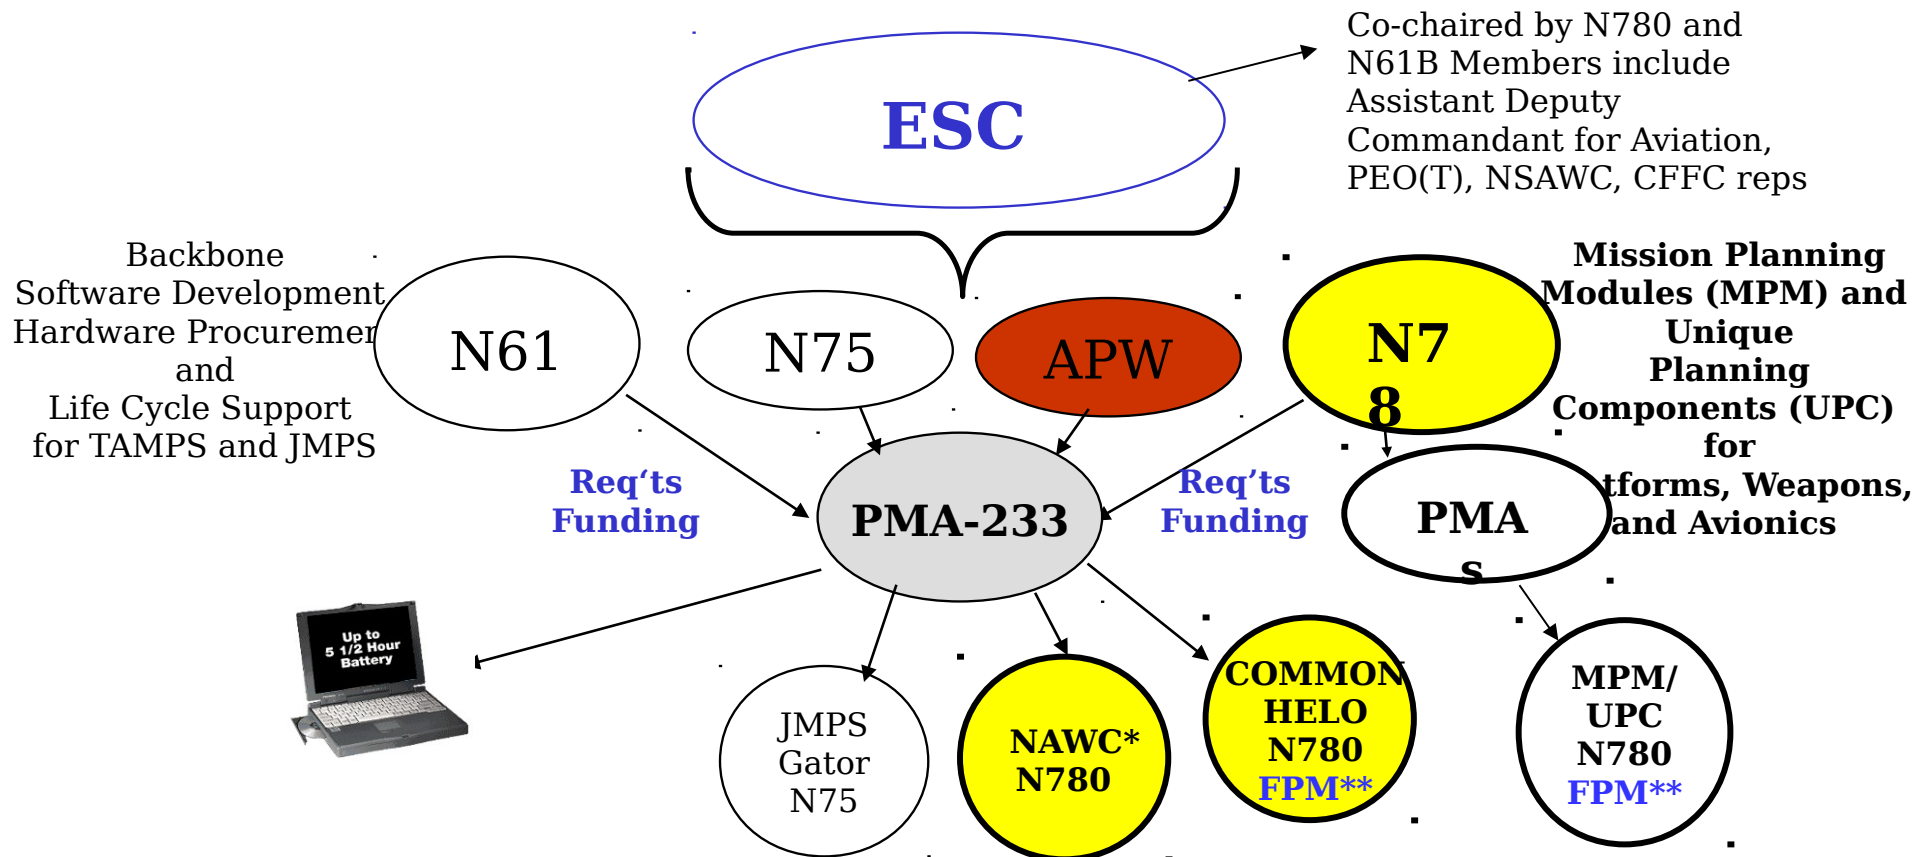 Co-chaired by N780 and
N61B Members include
Assistant Deputy
Commandant for Aviation,
PEO(T), NSAWC, CFFC reps
ESC
Backbone
Software Development
Hardware Procuremen
and
Life Cycle Support
for TAMPS and JMPS
N61
N75
APW
N7
8
Mission Planning
Modules (MPM) and
Unique
Planning
Components (UPC)
for
tforms, Weapons,
and Avionics
Req‘ts
Funding
PMA-233
Req’ts
Funding
PMA
s
Up to
5 1/2 Hour
Battery
JMPS
Gator
N75
NAWC*
N780
COMMON
HELO
N780
FPM**
MPM/
UPC
N780
FPM**